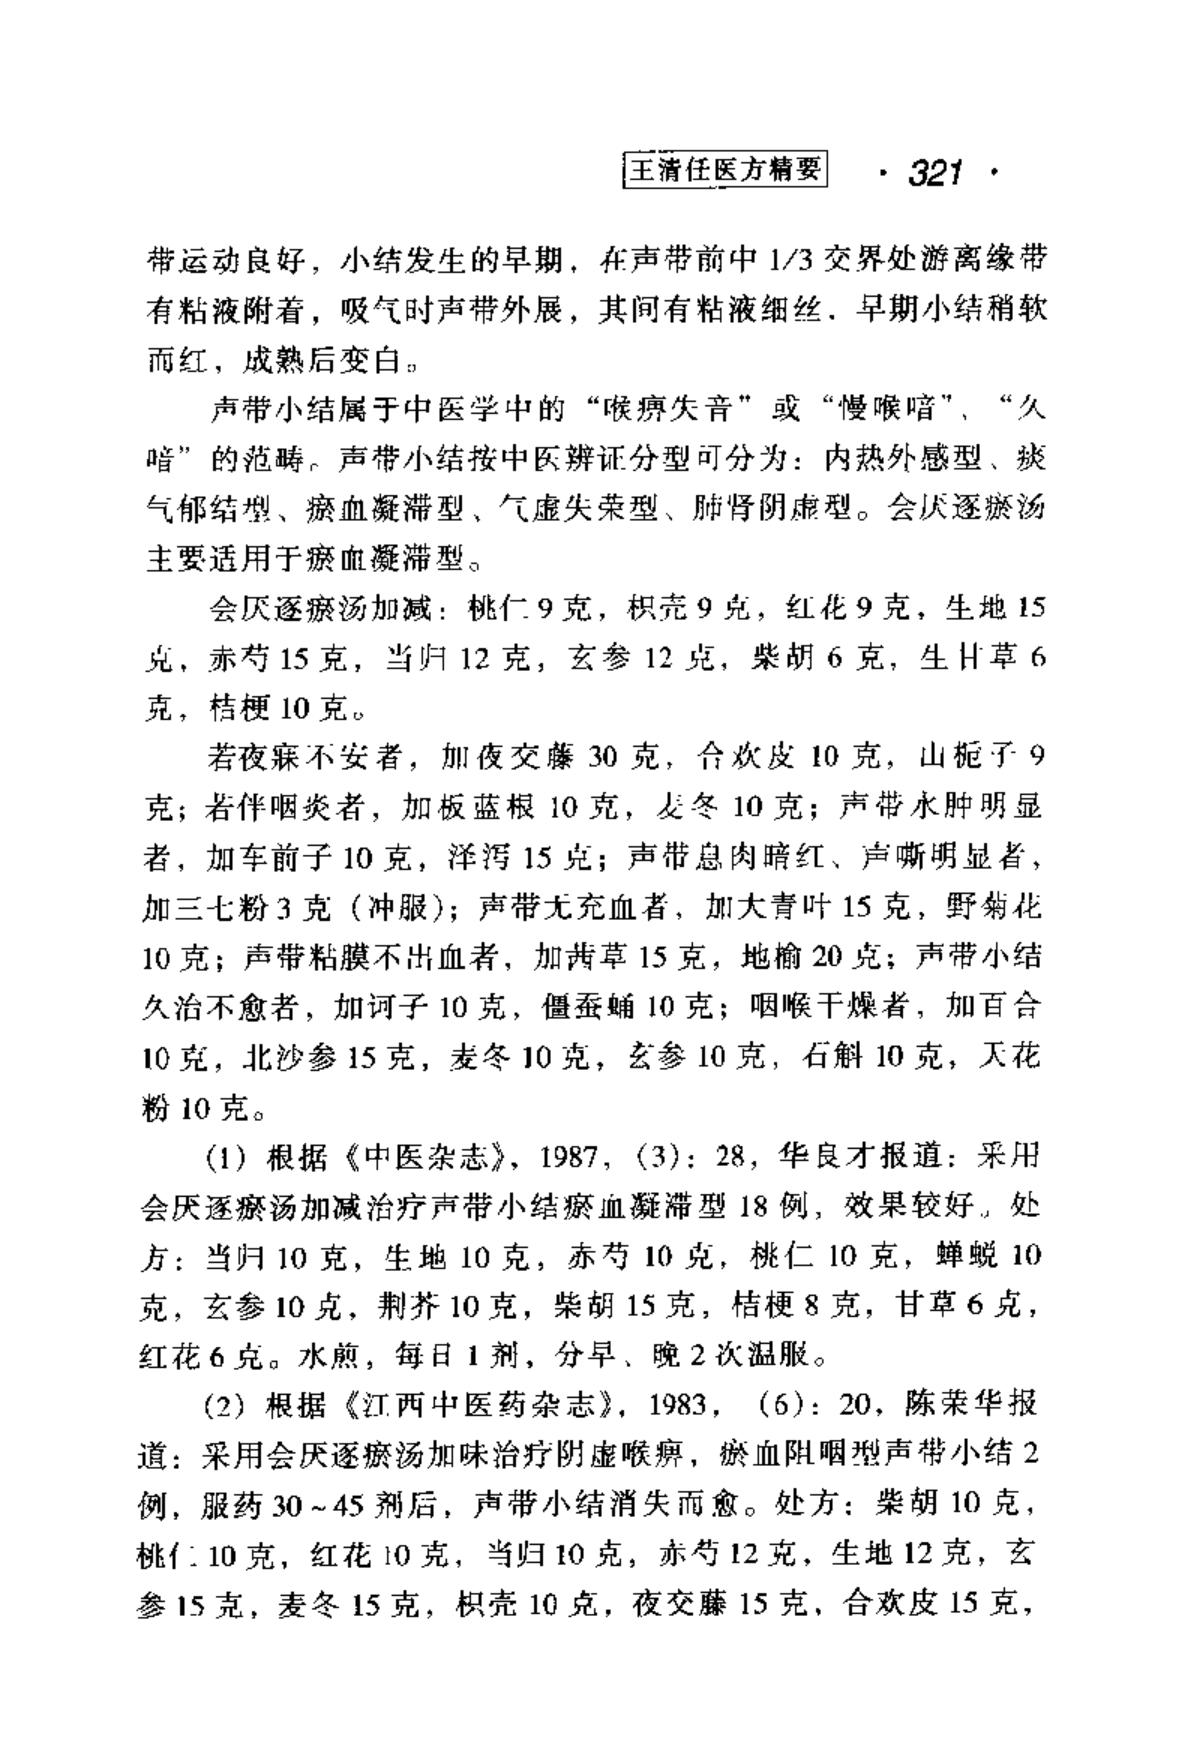 王清任医方精要 · 321 ·
带运动良好，小结发生的早期，在声带前中 1/3 交界处游离缘带
有粘液附着，吸气时声带外展，其间有粘液细丝．早期小结稍软
而红，成熟后变白。
声带小结属于中医学中的“喉痹失音”或“慢喉喑”、“久
喑”的范畴。声带小结按中医辨证分型可分为：内热外感型、痰
气郁结型、瘀血凝滞型、气虚失荣型、肺肾阴虚型。会厌逐瘀汤
主要适用于瘀血凝滞型。
会厌逐瘀汤加减：桃仁 9 克，枳壳 9 克，红花 9 克，生地 15
克，赤芍 15 克，当归 12 克，玄参 12 克，柴胡 6 克，生甘草 6
克，桔梗 10 克。
若夜寐不安者，加夜交藤 30 克，合欢皮 10 克，山栀子 9
克；若伴咽炎者，加板蓝根 10 克，麦冬 10 克；声带水肿明显
者，加车前子 10 克，泽泻 15 克；声带息肉暗红、声嘶明显者，
加三七粉 3 克（冲服）；声带无充血者，加大青叶 15 克，野菊花
10 克；声带粘膜不出血者，加茜草 15 克，地榆 20 克；声带小结
久治不愈者，加诃子 10 克，僵蚕蛹 10 克；咽喉干燥者，加百合
10 克，北沙参 15 克，麦冬 10 克，玄参 10 克，石斛 10 克，天花
粉 10 克。
（1）根据《中医杂志》，1987，（3）：28，华良才报道：采用
会厌逐瘀汤加减治疗声带小结瘀血凝滞型 18 例，效果较好。处
方：当归 10 克，生地 10 克，赤芍 10 克，桃仁 10 克，蝉蜕 10
克，玄参 10 克，荆芥 10 克，柴胡 15 克，桔梗 8 克，甘草 6 克，
红花 6 克。水煎，每日 1 剂，分早、晚 2 次温服。
（2）根据《江西中医药杂志》，1983，（6）：20，陈荣华报
道：采用会厌逐瘀汤加味治疗阴虚喉痹，瘀血阻咽型声带小结 2
例，服药 30～45 剂后，声带小结消失而愈。处方：柴胡 10 克，
桃仁 10 克，红花 10 克，当归 10 克，赤芍 12 克，生地 12 克，玄
参 15 克，麦冬 15 克，枳壳 10 克，夜交藤 15 克，合欢皮 15 克，